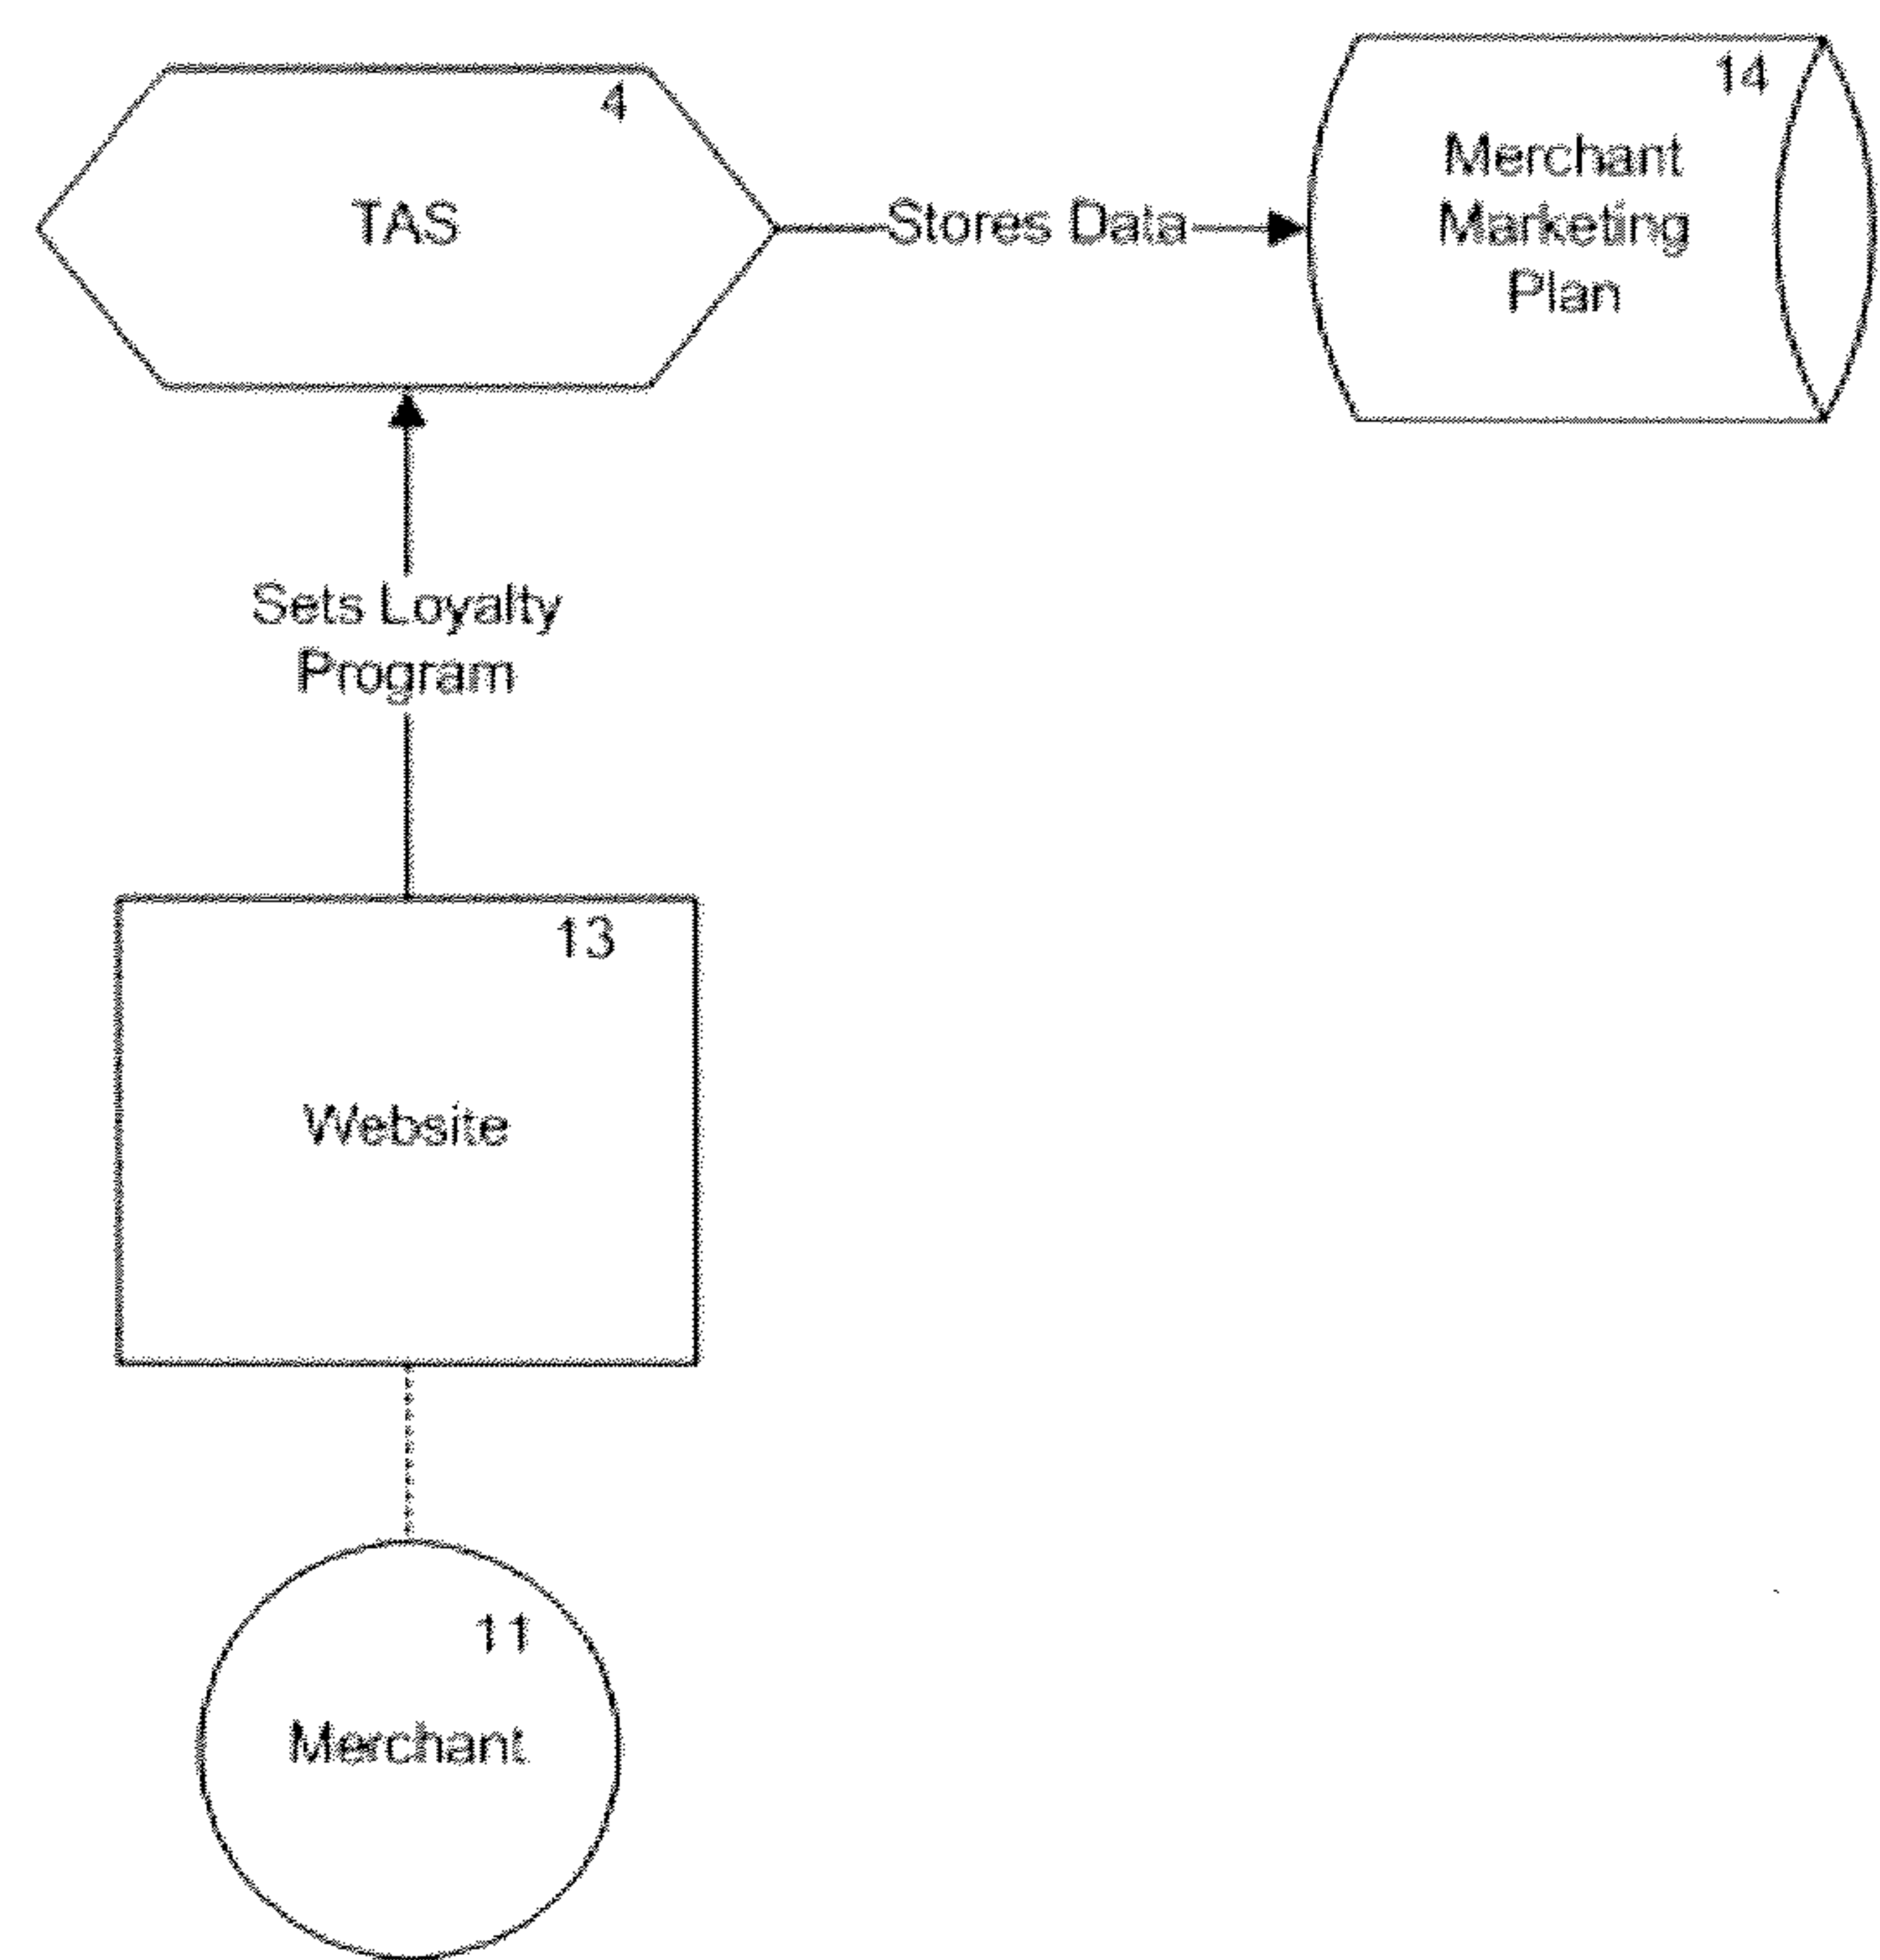 4
TAS
Stores Data
14
Merchant
Marketing
Plan
Sets Loyalty
Program
13
Website
11
Merchant